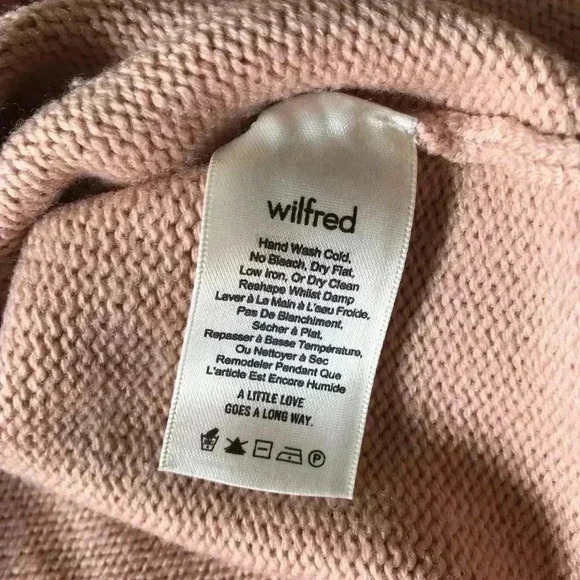 wilfred
Hand Wash Cold,
No Bleach, Dry Flat,
Low Iron, Or Dry Clean
Reshape Whilst Damp
Laver à La Main à L'eau Froide,
Pas De Blanchiment,
Sécher à Plat,
Repasser à Basse Température,
Ou Nettoyer à Sec
Remodeler Pendant Que
L'article Est Encore Humide
A LITTLE LOVE
GOES A LONG WAY.
P